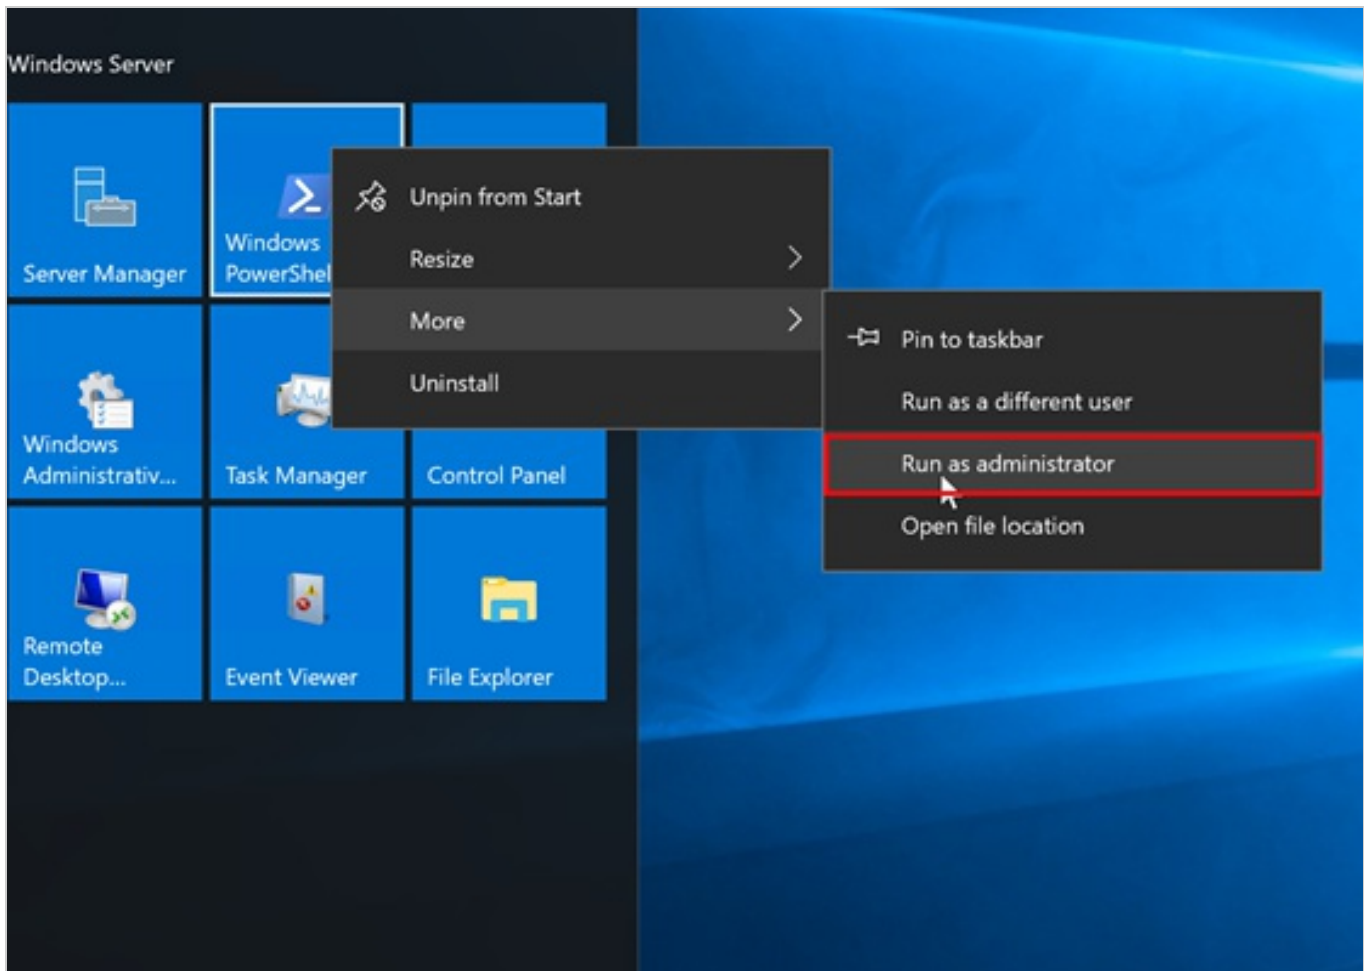 Windows Server
Server Manager
Windows
PowerShel
Windows
Administrativ...
Task Manager
Control Panel
Remote
Desktop...
Event Viewer
File Explorer
Unpin from Start
Resize
More
Uninstall
Pin to taskbar
Run as a different user
Run as administrator
Open file location